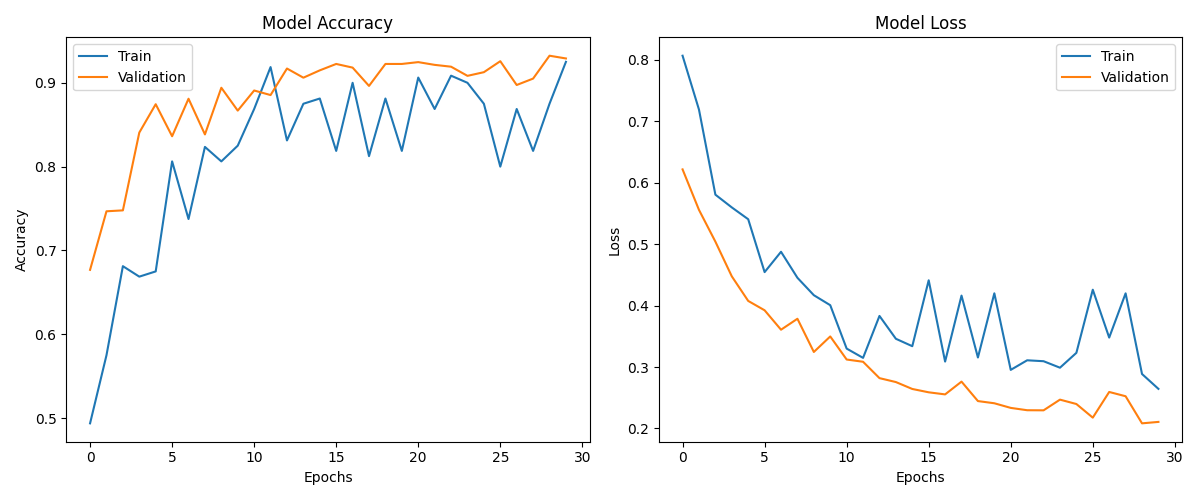 Model Accuracy
Train
Validation
0.9
0.8
0.7
0.6
0.5
Accuracy
0 5 10 15 20 25 30
Epochs
Model Loss
Train
Validation
0.8
0.7
0.6
0.5
0.4
0.3
0.2
Loss
0 5 10 15 20 25 30
Epochs